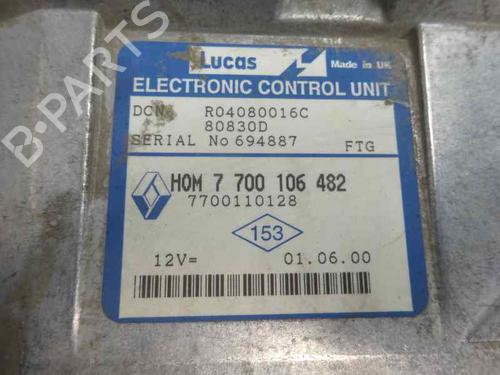 Lucas
Made in UK
ELECTRONIC CONTROL UNIT
DCN. R04080016C
80830D
SERIAL No 694887 FTG
HOM 7 700 106 482
7700110128
153
12V= 01.06.00
B-PARTS